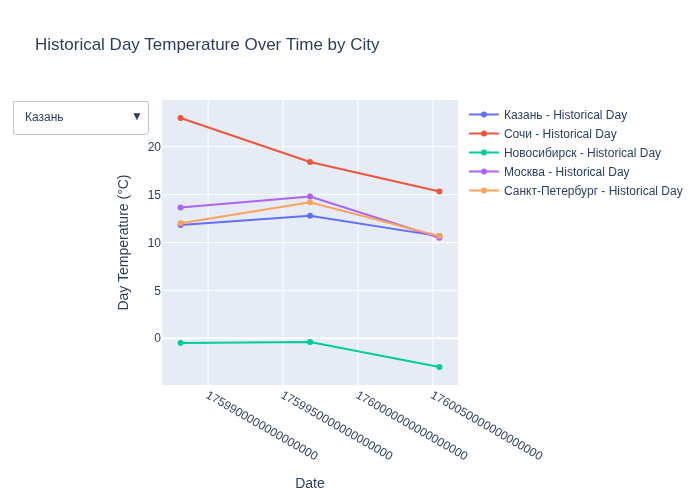 Historical Day Temperature Over Time by City
Казань ▼
Казань - Historical Day
Сочи - Historical Day
Новосибирск - Historical Day
Москва - Historical Day
Санкт-Петербург - Historical Day
Day Temperature (°C)
20
15
10
5
0
1759900000000000000
1759950000000000000
1760000000000000000
1760050000000000000
Date